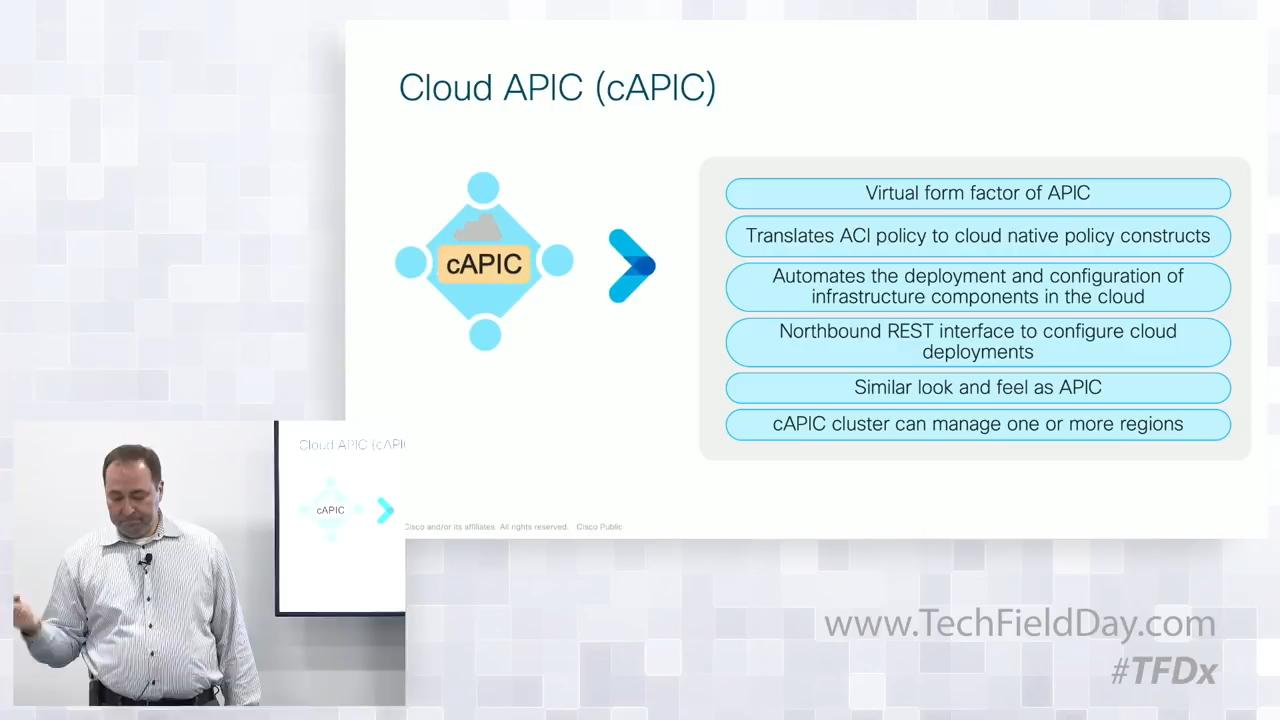 Cloud APIC (cAPIC)
cAPIC
Virtual form factor of APIC
Translates ACI policy to cloud native policy constructs
Automates the deployment and configuration of
infrastructure components in the cloud
Northbound REST interface to configure cloud
deployments
Similar look and feel as APIC
cAPIC cluster can manage one or more regions
Cisco and/or its affiliates. All rights reserved. Cisco Public
Cloud APIC (cAPIC
cAPIC
www.TechFieldDay.com
#TFDx